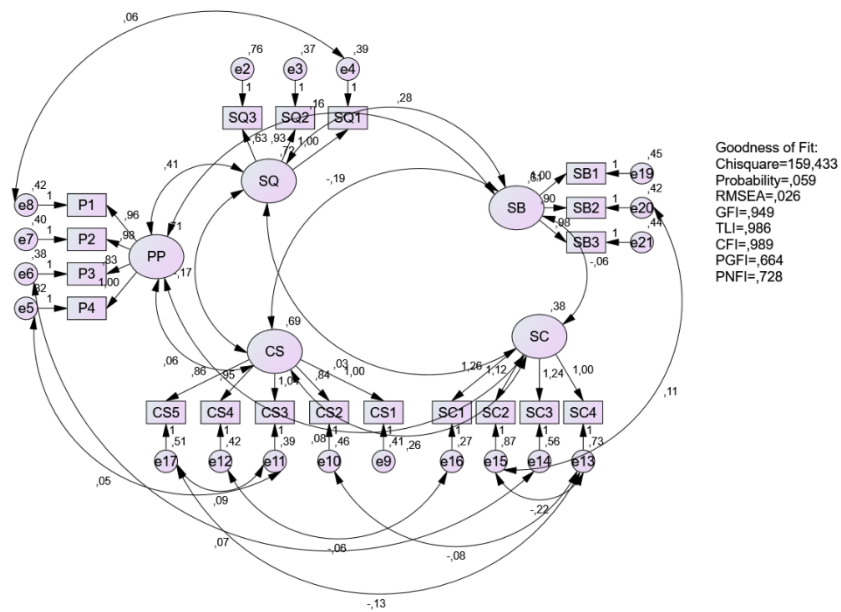 ,06
,76 ,37 ,39
e2 e3 e4
1 1 1
SQ3 SQ2 SQ1
,16 ,28
,63 ,93 1,00
,72
,41 SQ -,19
,42
e8 1 P1 ,96
,40
e7 1 P2 ,98
,38
e6 1 P3 ,83
e5 1 P4 1,00
,71
PP -,17
SB 1,00 SB1 1 e19 ,45
,90 SB2 1 e20 ,42
,98 SB3 1 e21 ,44
-,06
Goodness of Fit:
Chisquare=159,433
Probability=,059
RMSEA=,026
GFI=,949
TLI=,986
CFI=,989
PGFI=,664
PNFI=,728
,69 ,38
CS SC
,06 ,03 ,11
,86 ,95 1,04 ,84 1,00 1,26 1,12 1,24 1,00
CS5 CS4 CS3 CS2 CS1 SC1 SC2 SC3 SC4
1 1 1 1 1 1 1 1 1
,08 ,26
,51 ,42 ,39 ,46 ,41 ,27 ,87 ,56 ,73
e17 e12 e11 e10 e9 e16 e15 e14 e13
,05 ,09 -,22
,07 -,06 -,08
-,13